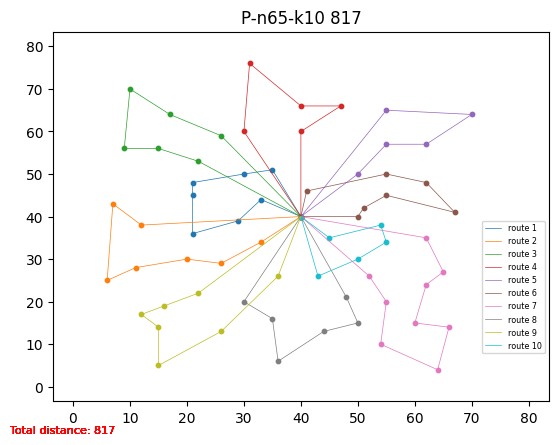 P-n65-k10 817
80
70
60
50
40
30
20
10
0
0 10 20 30 40 50 60 70 80
route 1
route 2
route 3
route 4
route 5
route 6
route 7
route 8
route 9
route 10
Total distance: 817